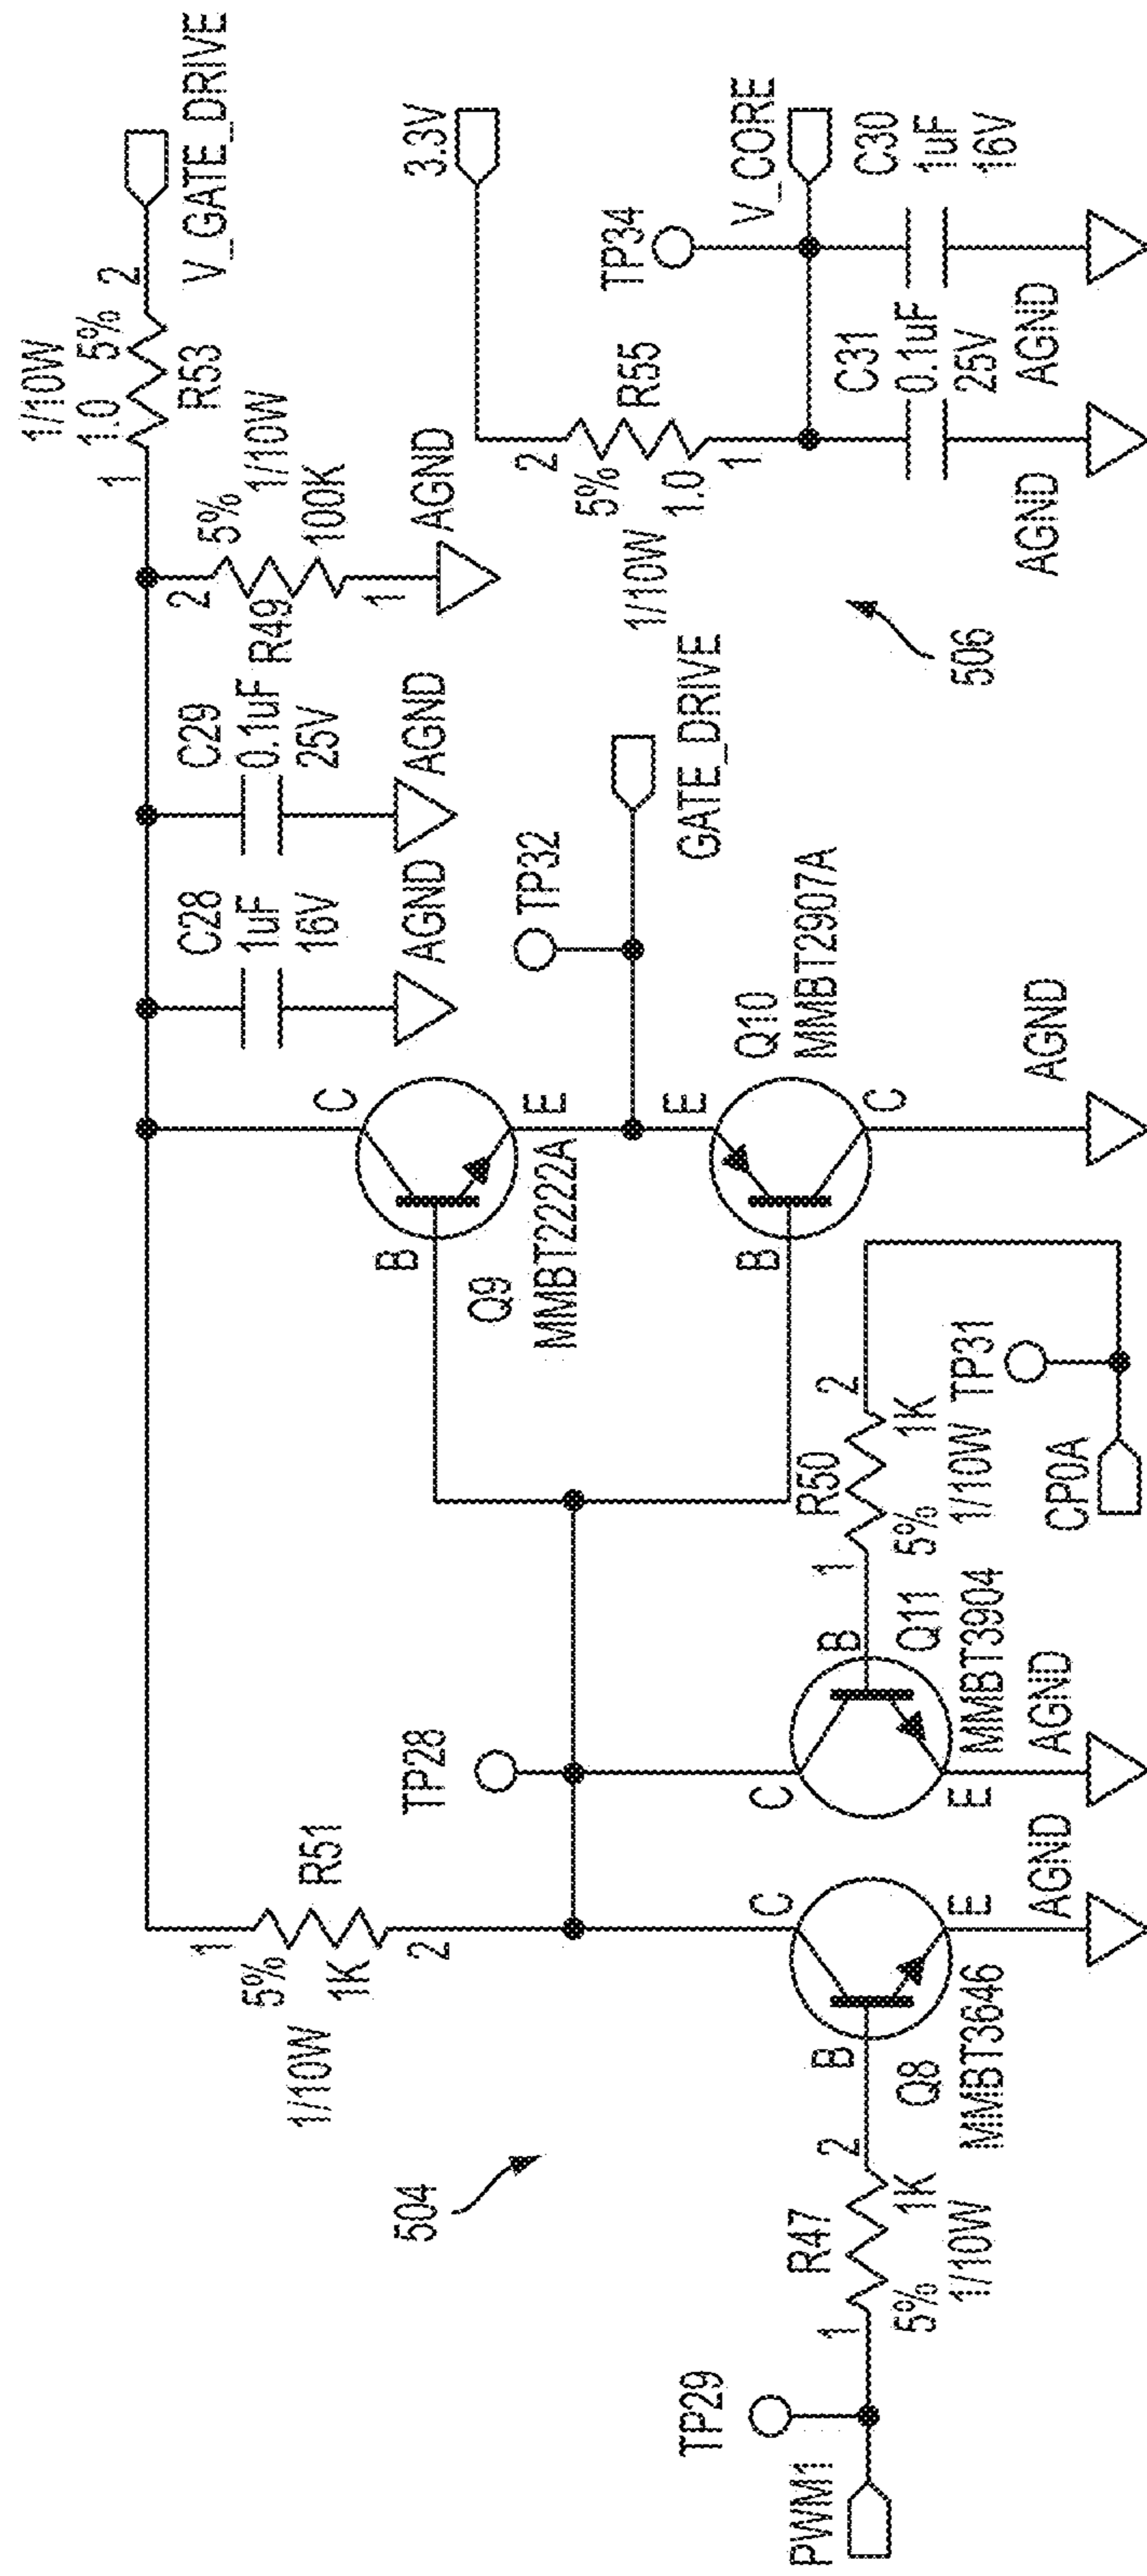 1/10W
1.0 5%
1
2
R53
V_GATE_DRIVE
2
5%
1/10W
R49
100K
1
AGND
C29
0.1uF
25V
AGND
C28
1uF
16V
AGND
1
R51
5%
1K
1/10W
2
504
TP28
C
B
E
Q9
MMBT2222A
TP32
GATE_DRIVE
E
B
C
Q10
MMBT2907A
AGND
TP29
PWM1
1
R47
2
5%
1K
1/10W
B
C
E
Q8
MMBT3646
AGND
C
B
E
Q11
MMBT3904
AGND
1
R50
2
5%
1K
1/10W
TP31
CP0A
3.3V
2
R55
5%
1/10W
1.0
1
TP34
V_CORE
C31
0.1uF
25V
AGND
C30
1uF
16V
AGND
506